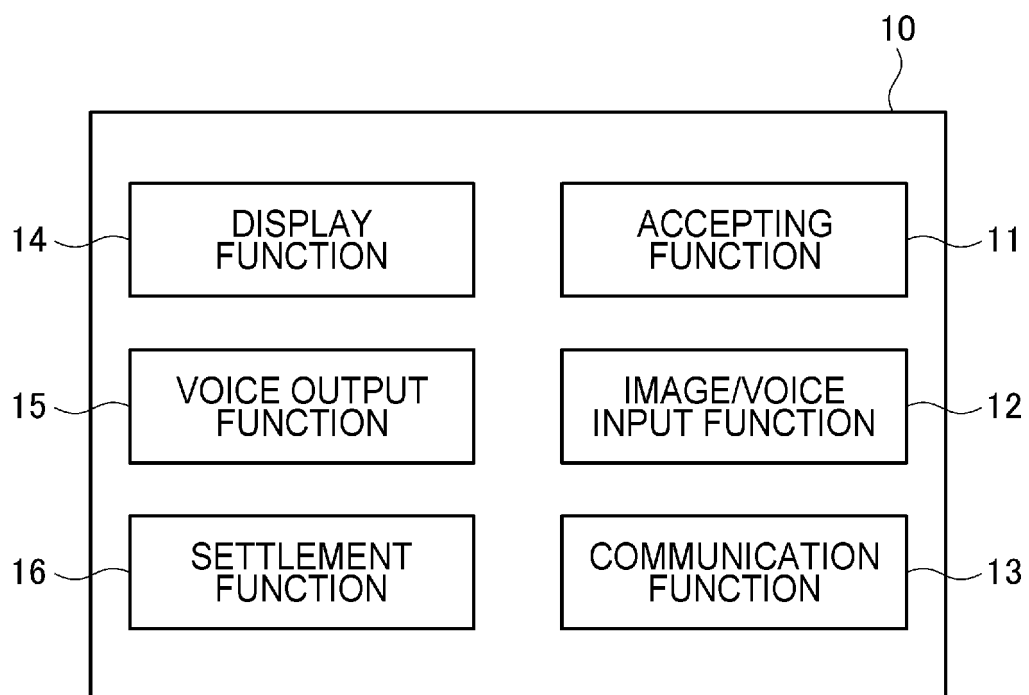 10
14
DISPLAY
FUNCTION
ACCEPTING
FUNCTION
11
15
VOICE OUTPUT
FUNCTION
IMAGE/VOICE
INPUT FUNCTION
12
16
SETTLEMENT
FUNCTION
COMMUNICATION
FUNCTION
13